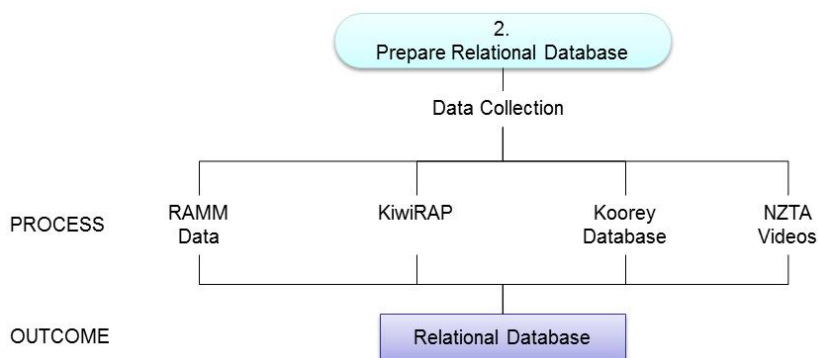 2.
Prepare Relational Database
Data Collection
PROCESS
RAMM
Data
KiwiRAP
Koorey
Database
NZTA
Videos
OUTCOME
Relational Database